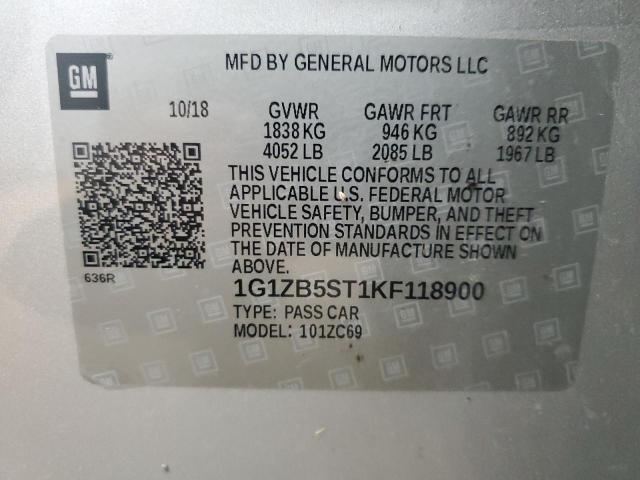 GM
MFD BY GENERAL MOTORS LLC
10/18 GVWR GAWR FRT GAWR RR
1838 KG 946 KG 892 KG
4052 LB 2085 LB 1967 LB
THIS VEHICLE CONFORMS TO ALL
APPLICABLE U.S. FEDERAL MOTOR
VEHICLE SAFETY, BUMPER, AND THEFT
PREVENTION STANDARDS IN EFFECT ON
THE DATE OF MANUFACTURE SHOWN
ABOVE.
636R
1G1ZB5ST1KF118900
TYPE: PASS CAR
MODEL: 101ZC69